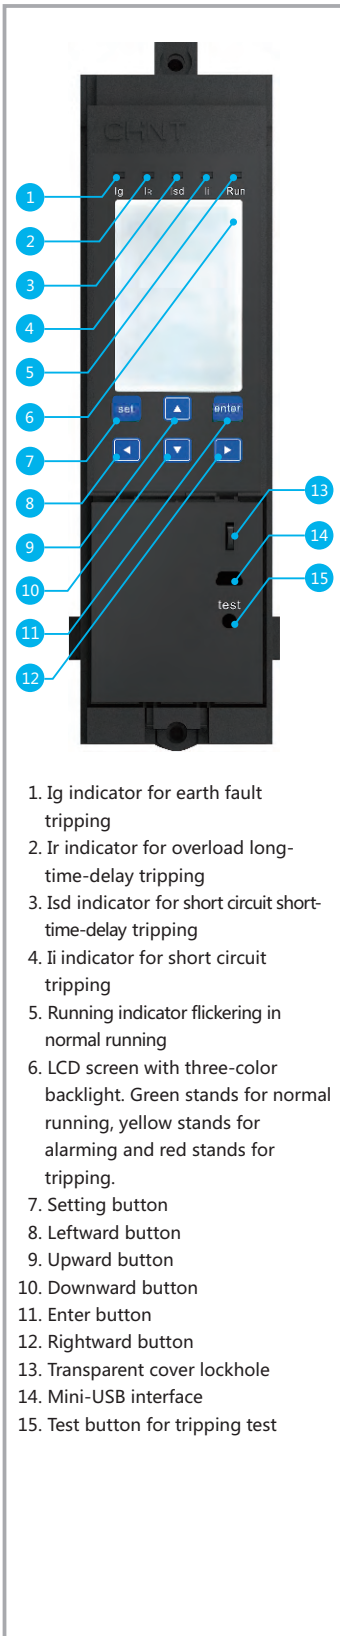 CHNT
Ig Ir Isd Ii Run
1
2
3
4
5
6
set
enter
7
8
13
9
14
10
test
15
11
12
1. Ig indicator for earth fault
tripping
2. Ir indicator for overload long-
time-delay tripping
3. Isd indicator for short circuit short-
time-delay tripping
4. Ii indicator for short circuit
tripping
5. Running indicator flickering in
normal running
6. LCD screen with three-color
backlight. Green stands for normal
running, yellow stands for
alarming and red stands for
tripping.
7. Setting button
8. Leftward button
9. Upward button
10. Downward button
11. Enter button
12. Rightward button
13. Transparent cover lockhole
14. Mini-USB interface
15. Test button for tripping test